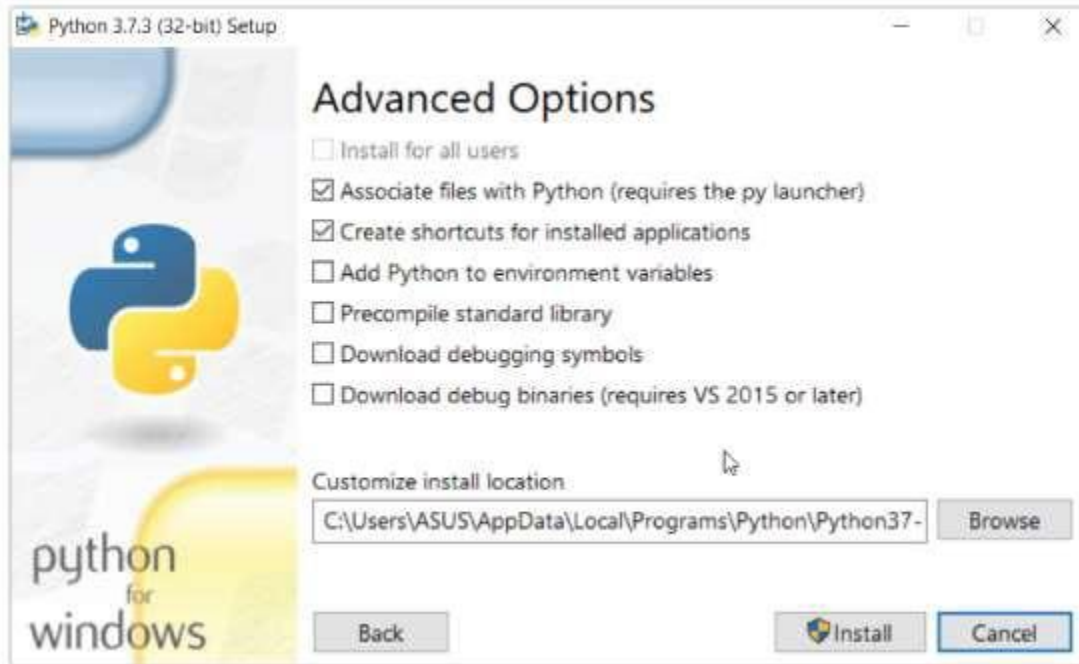 Python 3.7.3 (32-bit) Setup
Advanced Options
Install for all users
Associate files with Python (requires the py launcher)
Create shortcuts for installed applications
Add Python to environment variables
Precompile standard library
Download debugging symbols
Download debug binaries (requires VS 2015 or later)
Customize install location
C:\Users\ASUS\AppData\Local\Programs\Python\Python37-
Browse
python
for
windows
Back
Install
Cancel